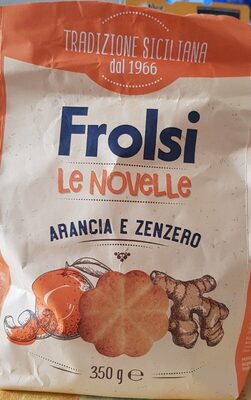 TRADIZIONE SICILIANA
dal 1966
Frolsi
LE NOVELLE
ARANCIA E ZENZERO
350 g e